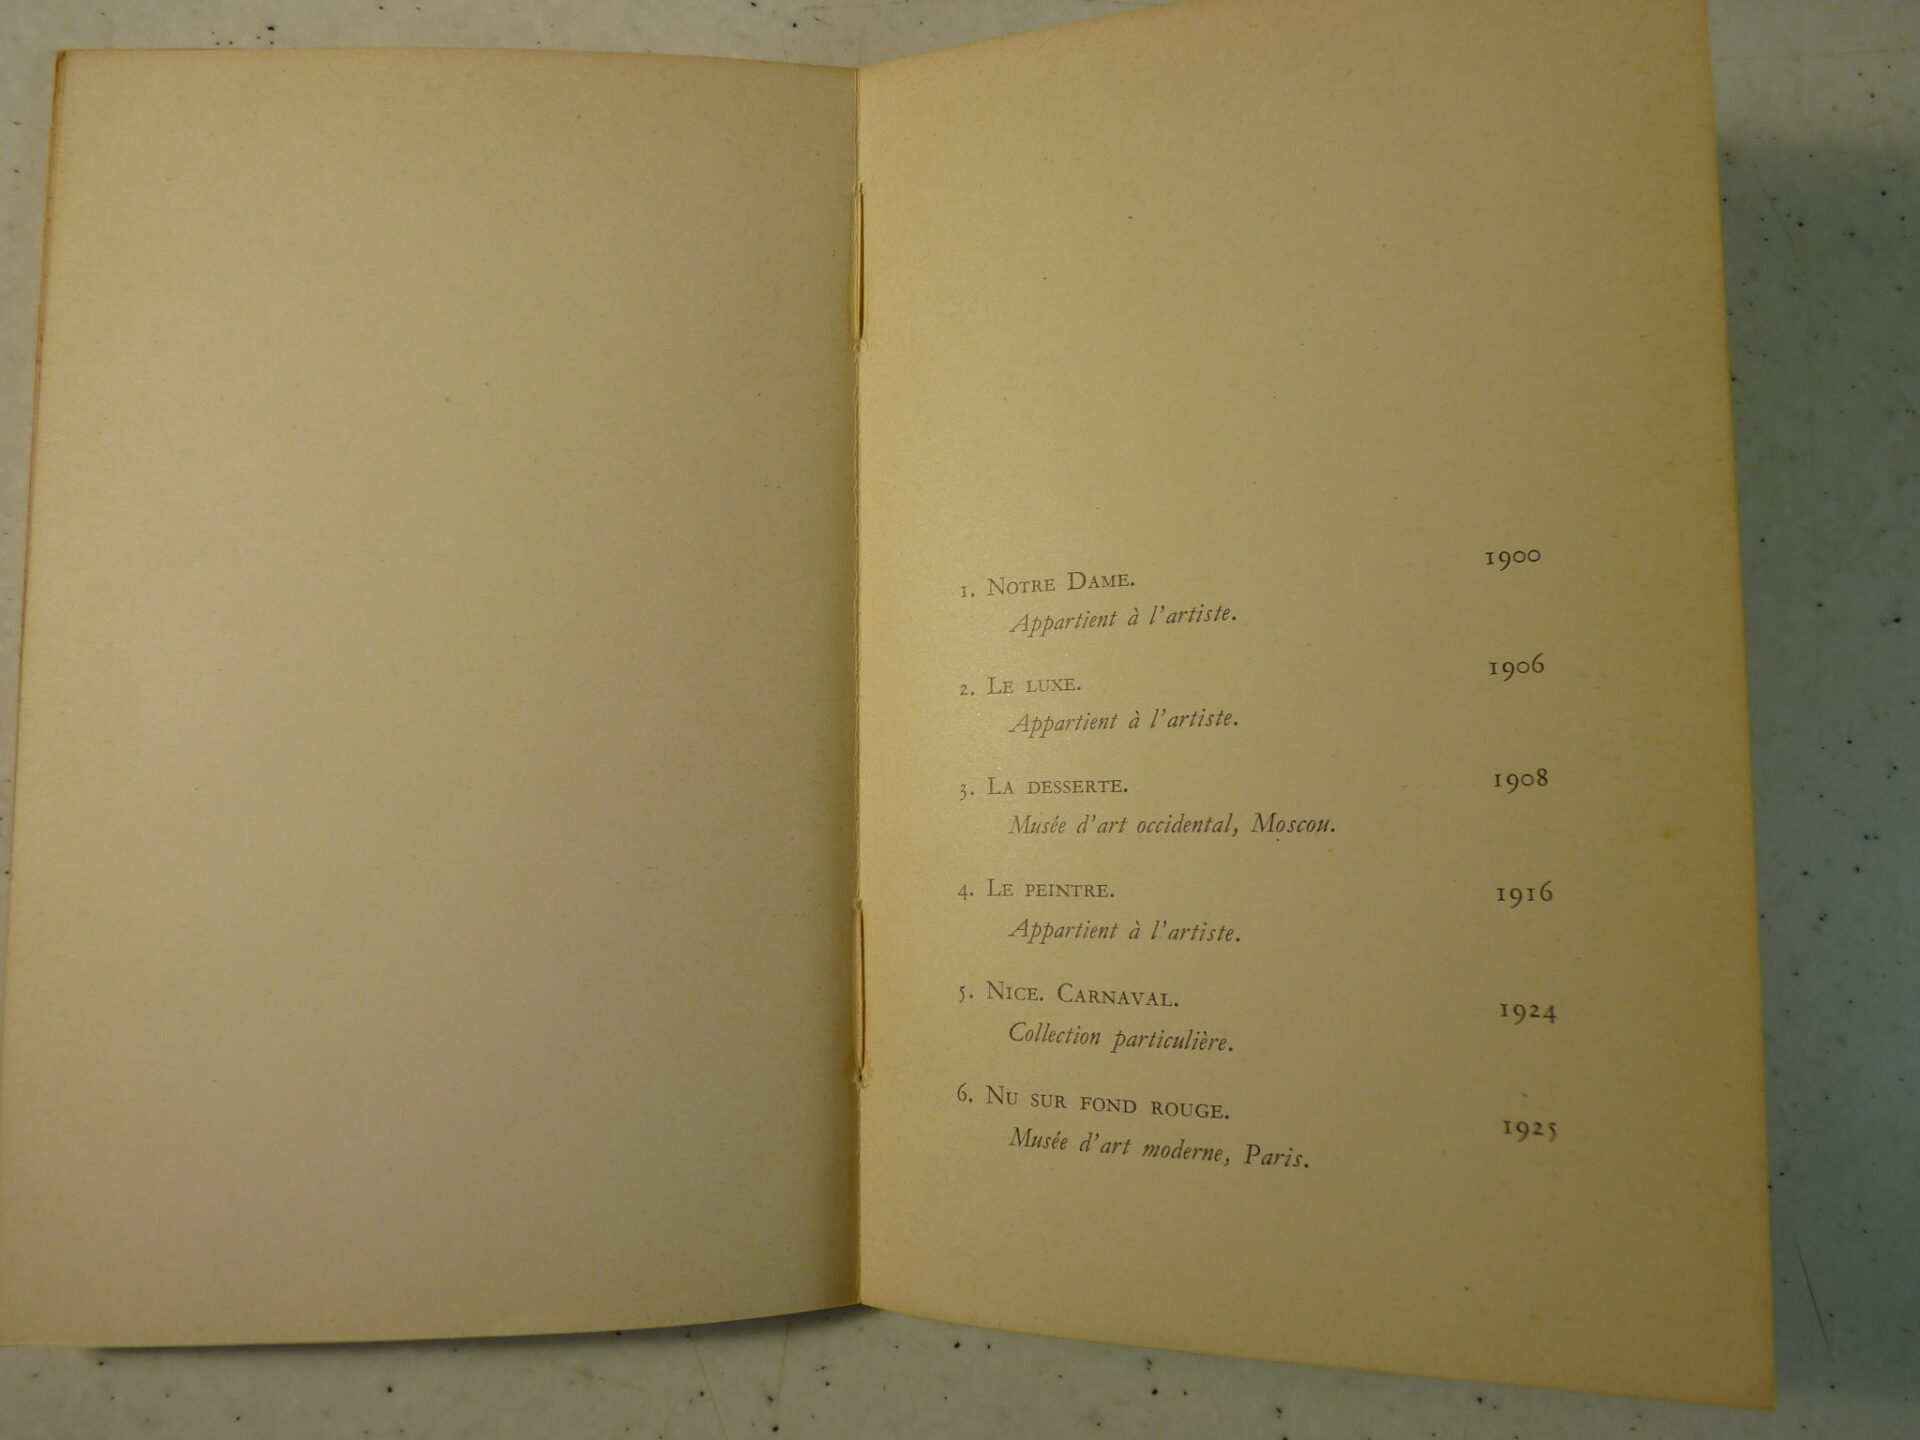 1. Notre Dame. 1900
Appartient à l'artiste.
2. Le luxe. 1906
Appartient à l'artiste.
3. La desserte. 1908
Musée d'art occidental, Moscou.
4. Le peintre. 1916
Appartient à l'artiste.
5. Nice. Carnaval. 1924
Collection particulière.
6. Nu sur fond rouge. 1925
Musée d'art moderne, Paris.